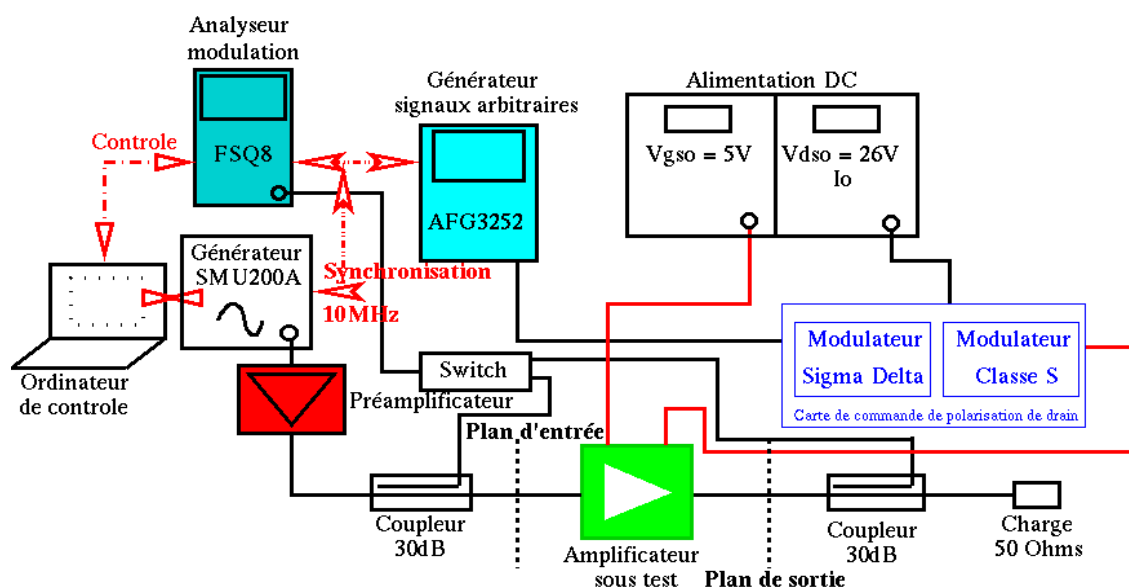 Analyseur
modulation
Générateur
signaux arbitraires
Alimentation DC
Controle
FSQ8
Vgso = 5V
Vdso = 26V
Io
AFG3252
Générateur
SMU200A
Synchronisation
10MHz
Modulateur
Sigma Delta
Modulateur
Classe S
Carte de commande de polarisation de drain
Switch
Ordinateur
de controle
Préamplificateur
Plan d'entrée
Coupleur
30dB
Amplificateur
sous test
Plan de sortie
Coupleur
30dB
Charge
50 Ohms